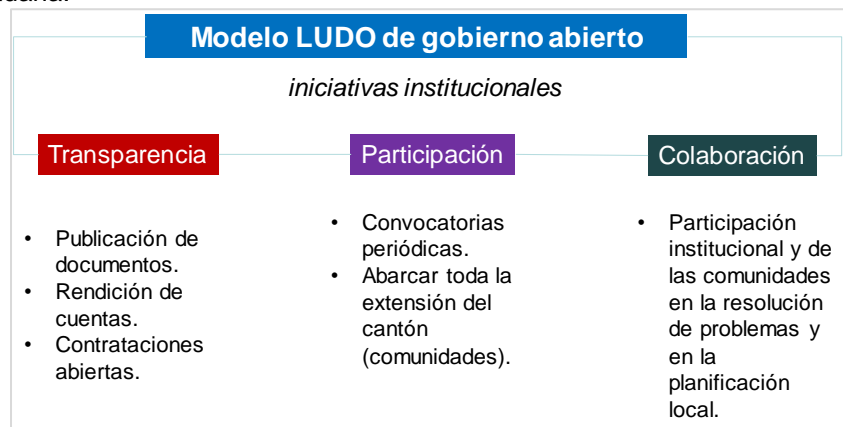 Modelo LUDO de gobierno abierto
iniciativas institucionales
Transparencia
• Publicación de
documentos.
• Rendición de
cuentas.
• Contrataciones
abiertas.
Participación
• Convocatorias
periódicas.
• Abarcar toda la
extensión del
cantón
(comunidades).
Colaboración
• Participación
institucional y de
las comunidades
en la resolución
de problemas y
en la
planificación
local.